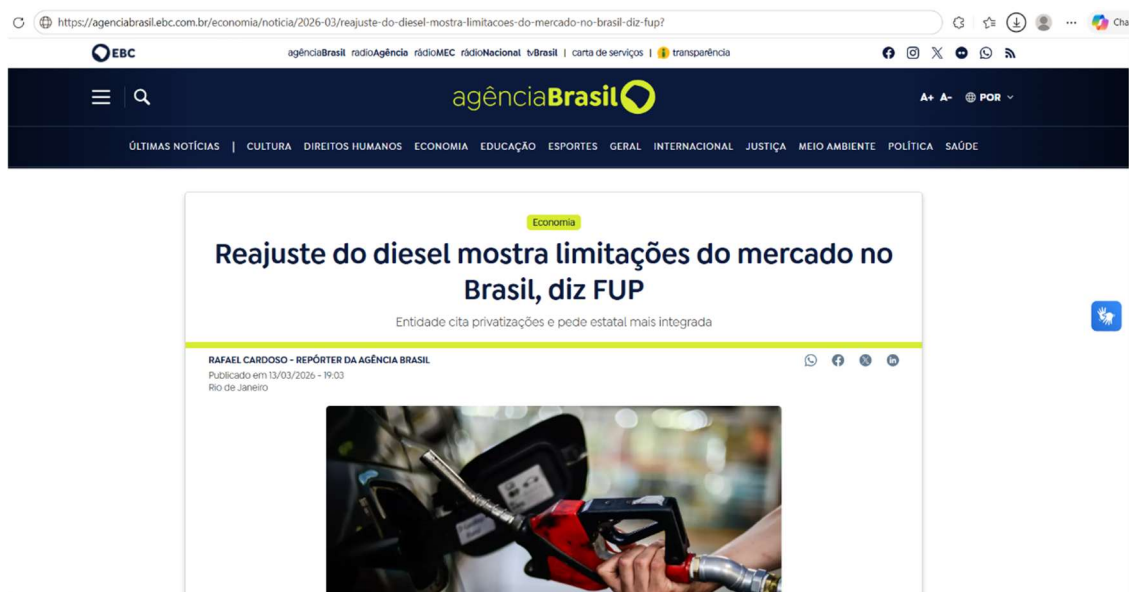 https://agenciabrasil.ebc.com.br/economia/noticia/2026-03/reajuste-do-diesel-mostra-limitacoes-do-mercado-no-brasil-diz-fup?
Cha
EBC
agênciaBrasil radioAgência rádioMEC rádioNacional tvBrasil | carta de serviços | transparência
agênciaBrasil
A+ A- POR
ÚLTIMAS NOTÍCIAS | CULTURA DIREITOS HUMANOS ECONOMIA EDUCAÇÃO ESPORTES GERAL INTERNACIONAL JUSTIÇA MEIO AMBIENTE POLÍTICA SAÚDE
Economia
Reajuste do diesel mostra limitações do mercado no
Brasil, diz FUP
Entidade cita privatizações e pede estatal mais integrada
RAFAEL CARDOSO - REPÓRTER DA AGÊNCIA BRASIL
Publicado em 13/03/2026 - 19:03
Rio de Janeiro